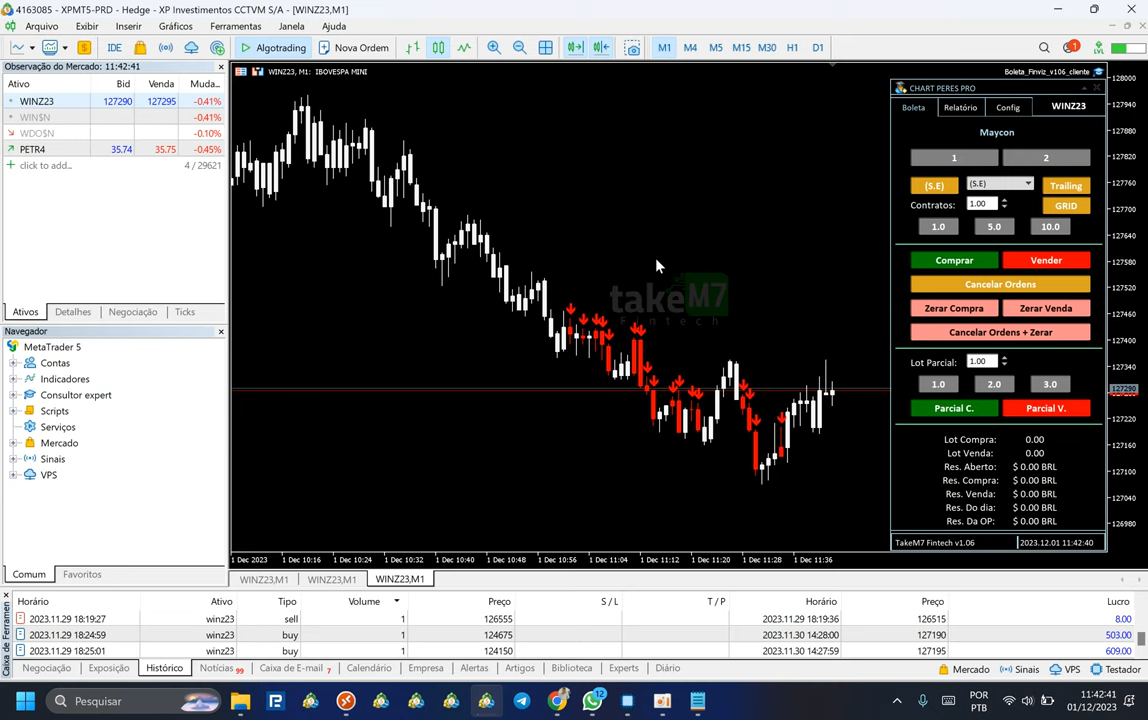 4163085 - XPMT5-PRD - Hedge - XP Investimentos CCTVM S/A - [WINZ23,M1]
Arquivo Exibir Inserir Gráficos Ferramentas Janela Ajuda
IDE Algotrading Nova Ordem M1 M4 M5 M15 M30 H1 D1 1 LVL
Observação do Mercado: 11:42:41
Ativo Bid Venda Muda...
WINZ23 127290 127295 -0.41%
WIN$N -0.41%
WDO$N -0.10%
PETR4 35.74 35.75 -0.45%
click to add... 4 / 29621
Ativos Detalhes Negociação Ticks
Navegador
MetaTrader 5
Contas
Indicadores
Consultor expert
Scripts
Serviços
Mercado
Sinais
VPS
Comum Favoritos
WINZ23, M1: IBOVESPA MINI
Boleta_Finviz_v106_cliente
takeM7
Fintech
128000
127940
127880
127820
127760
127700
127640
127580
127520
127460
127400
127340
127290
127220
127160
127100
127040
126980
1 Dec 2023 1 Dec 10:16 1 Dec 10:24 1 Dec 10:32 1 Dec 10:40 1 Dec 10:48 1 Dec 10:56 1 Dec 11:04 1 Dec 11:12 1 Dec 11:20 1 Dec 11:28 1 Dec 11:36
CHART PERES PRO
Boleta Relatório Config WINZ23
Maycon
1 2
(S.E) (S.E) Trailing
Contratos: 1.00 GRID
1.0 5.0 10.0
Comprar Vender
Cancelar Ordens
Zerar Compra Zerar Venda
Cancelar Ordens + Zerar
Lot Parcial: 1.00
1.0 2.0 3.0
Parcial C. Parcial V.
Lot Compra: 0.00
Lot Venda: 0.00
Res. Aberto: $ 0.00 BRL
Res. Compra: $ 0.00 BRL
Res. Venda: $ 0.00 BRL
Res. Do dia: $ 0.00 BRL
Res. Da OP: $ 0.00 BRL
TakeM7 Fintech v1.06 2023.12.01 11:42:40
WINZ23,M1 WINZ23,M1 WINZ23,M1
Caixa de Ferramen
Horário Ativo Tipo Volume Preço S / L T / P Horário Preço Lucro
2023.11.29 18:19:27 winz23 sell 1 126555 2023.11.29 18:19:36 126515 8.00
2023.11.29 18:24:59 winz23 buy 1 124675 2023.11.30 14:28:00 127190 503.00
2023.11.29 18:25:01 winz23 buy 1 124150 2023.11.30 14:27:59 127195 609.00
Negociação Exposição Histórico Notícias 99 Caixa de E-mail 7 Calendário Empresa Alertas Artigos Biblioteca Experts Diário Mercado Sinais VPS Testador
Pesquisar 12 POR PTB 11:42:41 01/12/2023